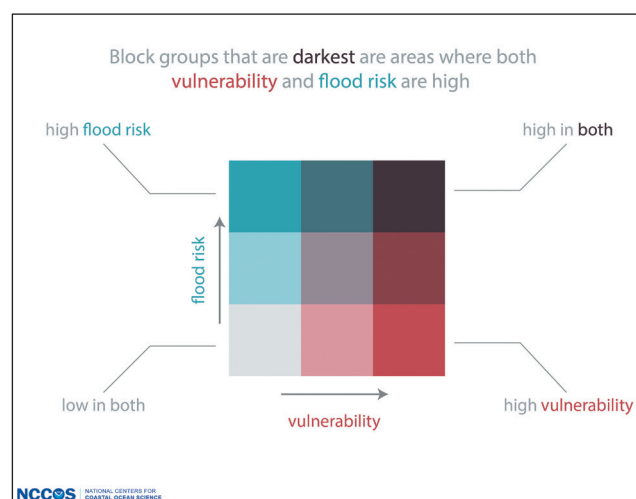 Block groups that are darkest are areas where both
vulnerability and flood risk are high
high flood risk
high in both
flood risk
low in both
vulnerability
high vulnerability
NCCOS
NATIONAL CENTERS FOR
COASTAL OCEAN SCIENCE